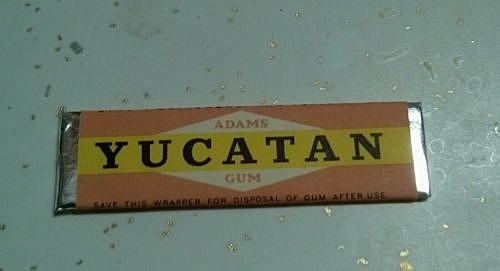 ADAMS
YUCATAN
GUM
SAVE THIS WRAPPER FOR DISPOSAL OF GUM AFTER USE